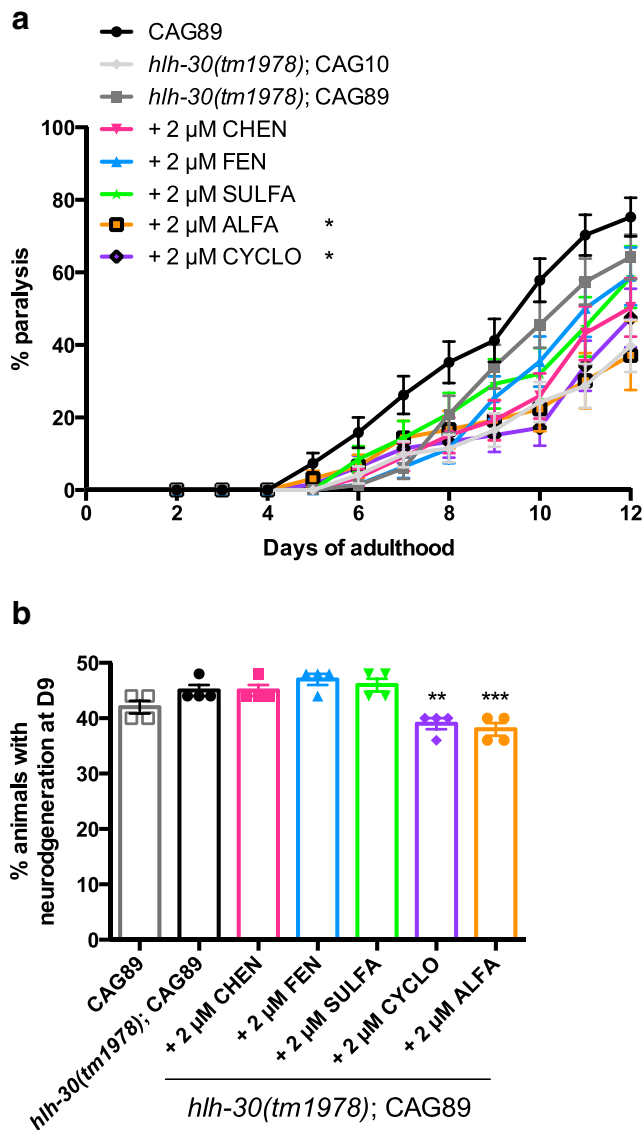 a
CAG89
hlh-30(tm1978); CAG10
hlh-30(tm1978); CAG89
+ 2 µM CHEN
+ 2 µM FEN
+ 2 µM SULFA
+ 2 µM ALFA *
+ 2 µM CYCLO *
% paralysis
100
80
60
40
20
0
0 2 4 6 8 10 12
Days of adulthood
b
% animals with
neurodgeneration at D9
50
40
30
20
10
0
** ***
CAG89
hlh-30(tm1978); CAG89
+ 2 µM CHEN
+ 2 µM FEN
+ 2 µM SULFA
+ 2 µM CYCLO
+ 2 µM ALFA
hlh-30(tm1978); CAG89